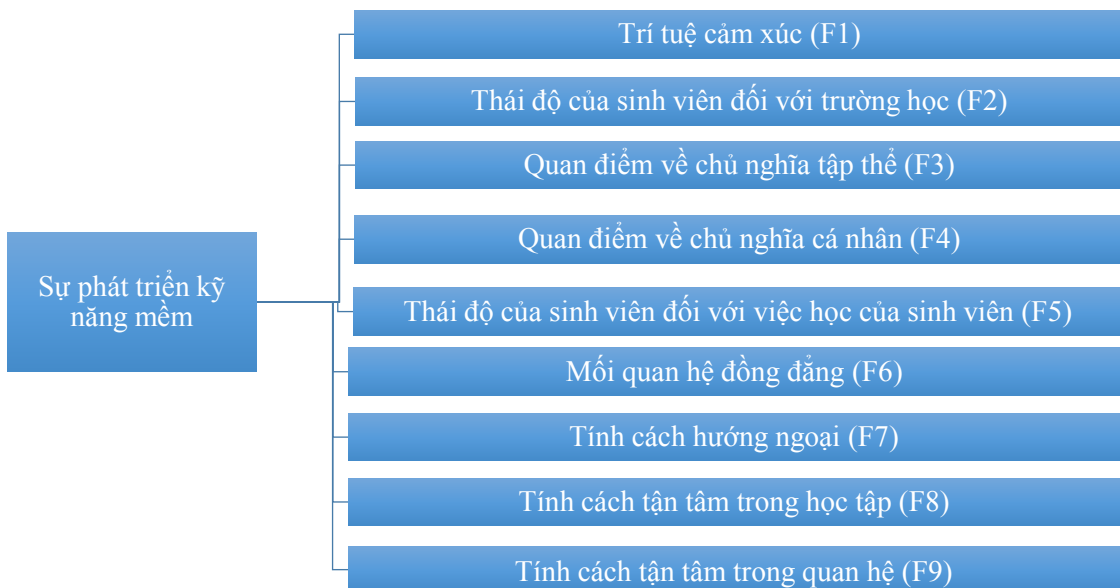 Trí tuệ cảm xúc (F1)
Thái độ của sinh viên đối với trường học (F2)
Quan điểm về chủ nghĩa tập thể (F3)
Quan điểm về chủ nghĩa cá nhân (F4)
Sự phát triển kỹ
năng mềm
Thái độ của sinh viên đối với việc học của sinh viên (F5)
Mối quan hệ đồng đẳng (F6)
Tính cách hướng ngoại (F7)
Tính cách tận tâm trong học tập (F8)
Tính cách tận tâm trong quan hệ (F9)